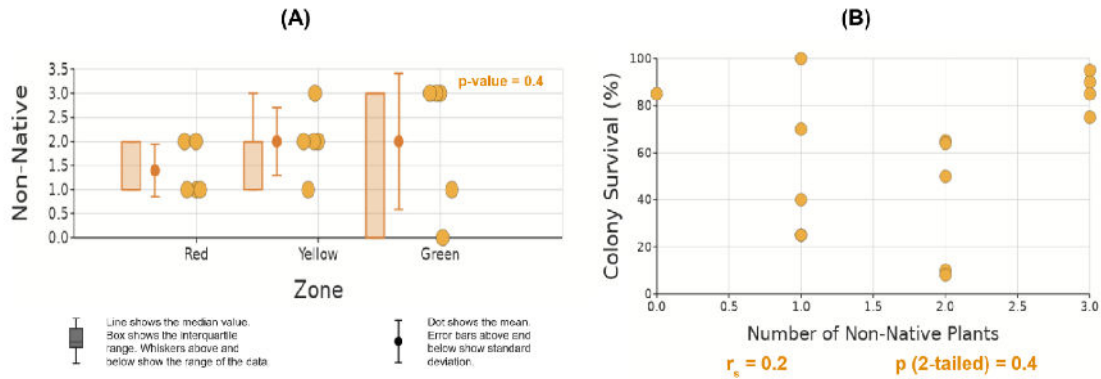 (A)
p-value = 0.4
Non-Native
3.5
3.0
2.5
2.0
1.5
1.0
0.5
0.0
Red Yellow Green
Zone
Line shows the median value.
Box shows the interquartile
range. Whiskers above and
below show the range of the data.
Dot shows the mean.
Error bars above and
below show standard
deviation.
(B)
Colony Survival (%)
100
80
60
40
20
0
0.0 0.5 1.0 1.5 2.0 2.5 3.0
Number of Non-Native Plants
rs = 0.2 p (2-tailed) = 0.4